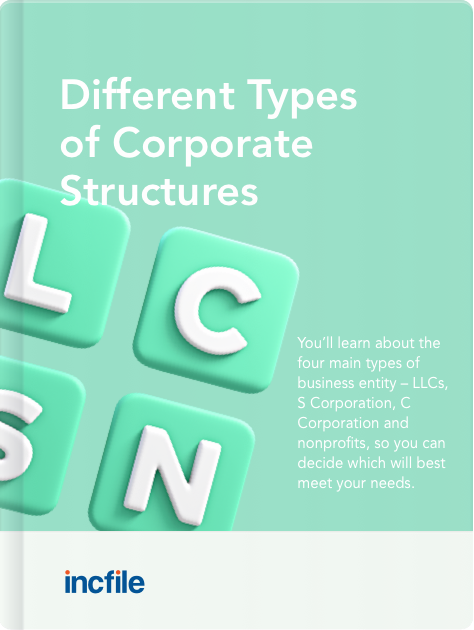 Different Types
of Corporate
Structures
L
C
S
N
You'll learn about the
four main types of
business entity – LLCs,
S Corporation, C
Corporation and
nonprofits, so you can
decide which will best
meet your needs.
incfile